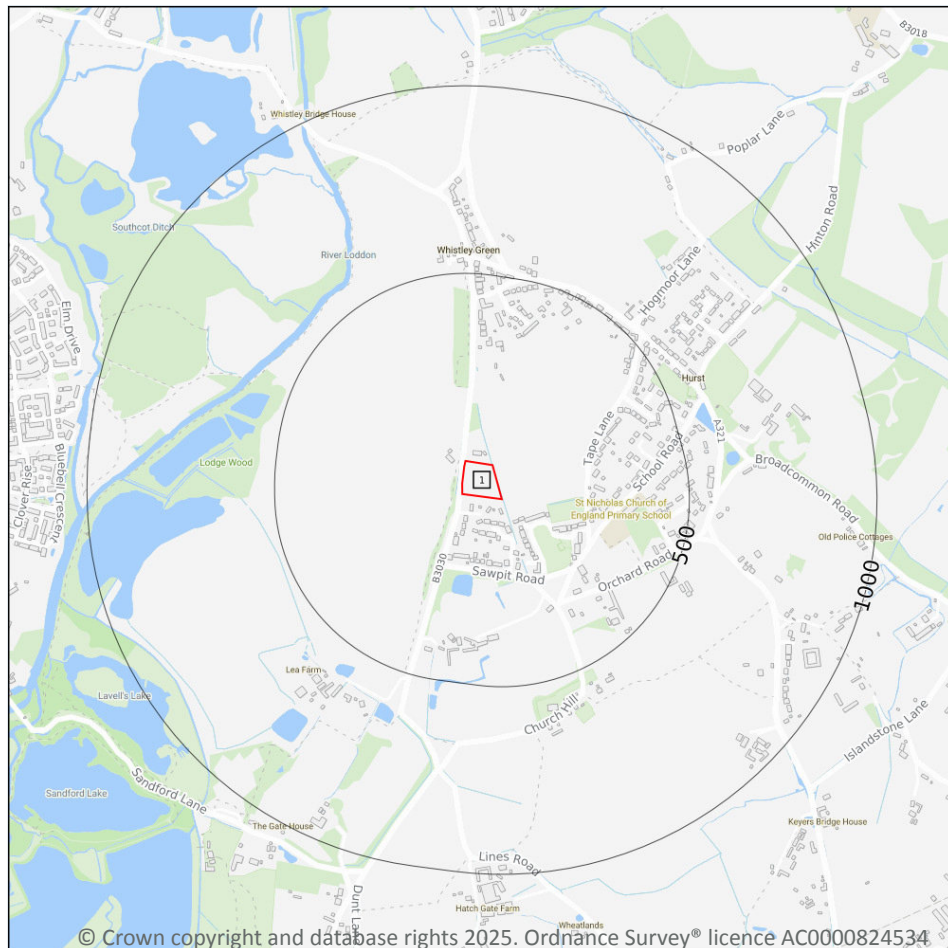 B3018
Whistley Bridge House
Poplar Lane
Hinton Road
Southcot Ditch
River Loddon
Whistley Green
Hogmoor Lane
Elm Drive
Hurst
Tape Lane
School Road
A321
Bluebell Crescent
Clover Rise
Lodge Wood
Broadcommon Road
1
St Nicholas Church of
England Primary School
500
Old Police Cottages
B3030
Sawpit Road
Orchard Road
1000
Lea Farm
Lavell's Lake
Church Hill
Islandstone Lane
Sandford Lane
Sandford Lake
The Gate House
Keyers Bridge House
Lines Road
Dunt Lane
Hatch Gate Farm
Wheatlands
© Crown copyright and database rights 2025. Ordnance Survey® licence AC0000824534